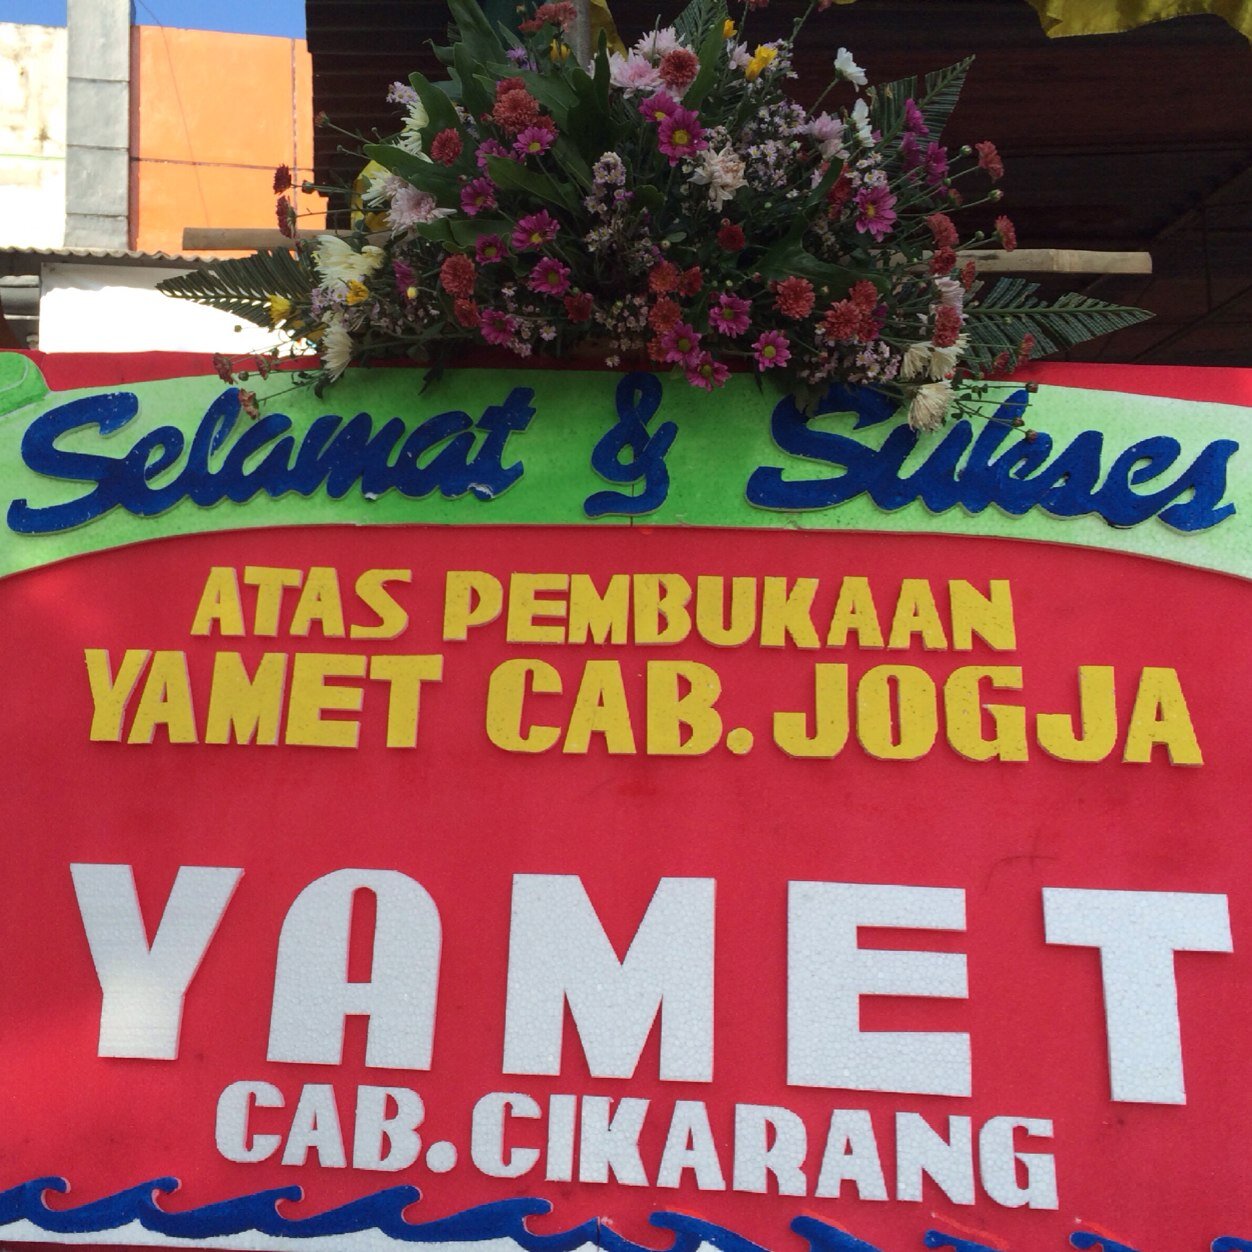 Selamat & Sukses
ATAS PEMBUKAAN
YAMET CAB. JOGJA
YAMET
CAB. CIKARANG